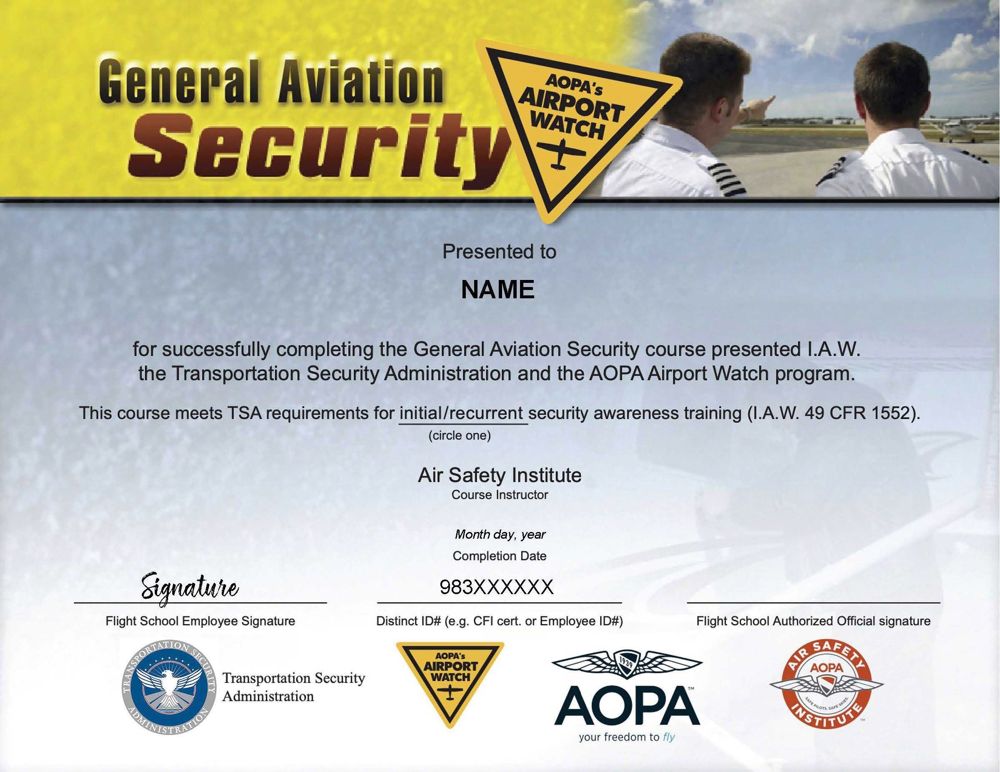 General Aviation
Security
AOPA's
AIRPORT
WATCH
Presented to
NAME
for successfully completing the General Aviation Security course presented I.A.W.
the Transportation Security Administration and the AOPA Airport Watch program.
This course meets TSA requirements for initial/recurrent security awareness training (I.A.W. 49 CFR 1552).
(circle one)
Air Safety Institute
Course Instructor
Month day, year
Completion Date
Signature
983XXXXXX
Flight School Employee Signature
Distinct ID# (e.g. CFI cert. or Employee ID#)
Flight School Authorized Official signature
TRANSPORTATION SECURITY
ADMINISTRATION
Transportation Security
Administration
AOPA's
AIRPORT
WATCH
1939
AOPA™
your freedom to fly
AIR SAFETY
AOPA
SAFE PILOTS. SAFE SKIES.
INSTITUTE™